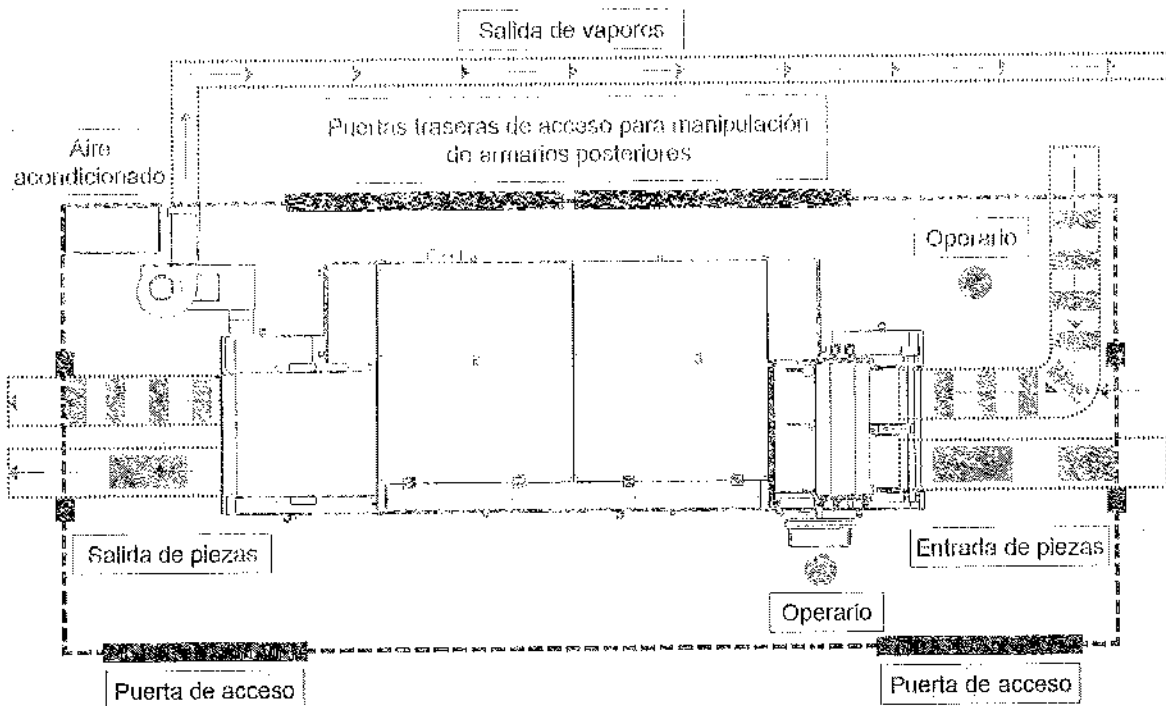 Salida de vapores
Puertas traseras de acceso para manipulación
de armarios posteriores
Aire
acondicionado
Operario
Salida de piezas
Entrada de piezas
Operario
Puerta de acceso
Puerta de acceso